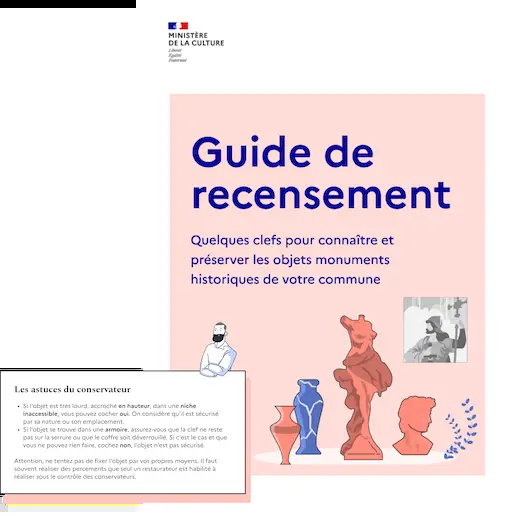 MINISTÈRE
DE LA CULTURE
Liberté
Égalité
Fraternité
Guide de
recensement
Quelques clefs pour connaître et
préserver les objets monuments
historiques de votre commune
Les astuces du conservateur
Si l'objet est très lourd, accroché en hauteur, dans une niche
inaccessible, vous pouvez cocher oui. On considère qu'il est sécurisé
par sa nature ou son emplacement.
Si l'objet se trouve dans une armoire, assurez-vous que la clef ne reste
pas sur la serrure ou que le coffre soit déverrouillé. Si c'est le cas et que
vous ne pouvez rien faire, cochez non, l'objet n'est pas sécurisé.
Attention, ne tentez pas de fixer l'objet par vos propres moyens. Il faut
souvent réaliser des percements que seul un restaurateur est habilité à
réaliser sous le contrôle des conservateurs.